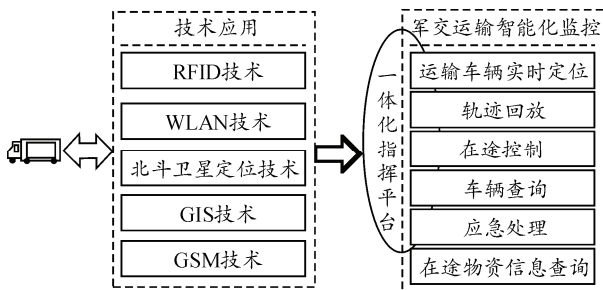 技术应用
RFID技术
WLAN技术
北斗卫星定位技术
GIS技术
GSM技术
一体化指挥平台
军交运输智能化监控
运输车辆实时定位
轨迹回放
在途控制
车辆查询
应急处理
在途物资信息查询